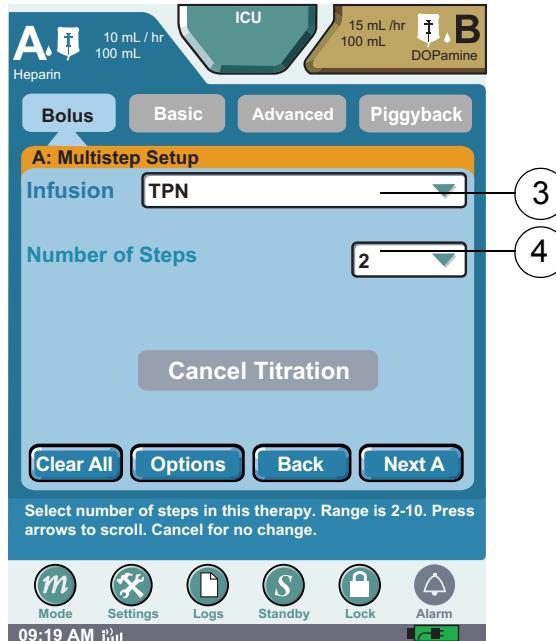 ICU
A
10 mL / hr
100 mL
Heparin
15 mL /hr
100 mL
B
DOPamine
Bolus
Basic
Advanced
Piggyback
A: Multistep Setup
Infusion
TPN
3
Number of Steps
2
4
Cancel Titration
Clear All
Options
Back
Next A
Select number of steps in this therapy. Range is 2-10. Press
arrows to scroll. Cancel for no change.
m
S
Mode
Settings
Logs
Standby
Lock
Alarm
09:19 AM